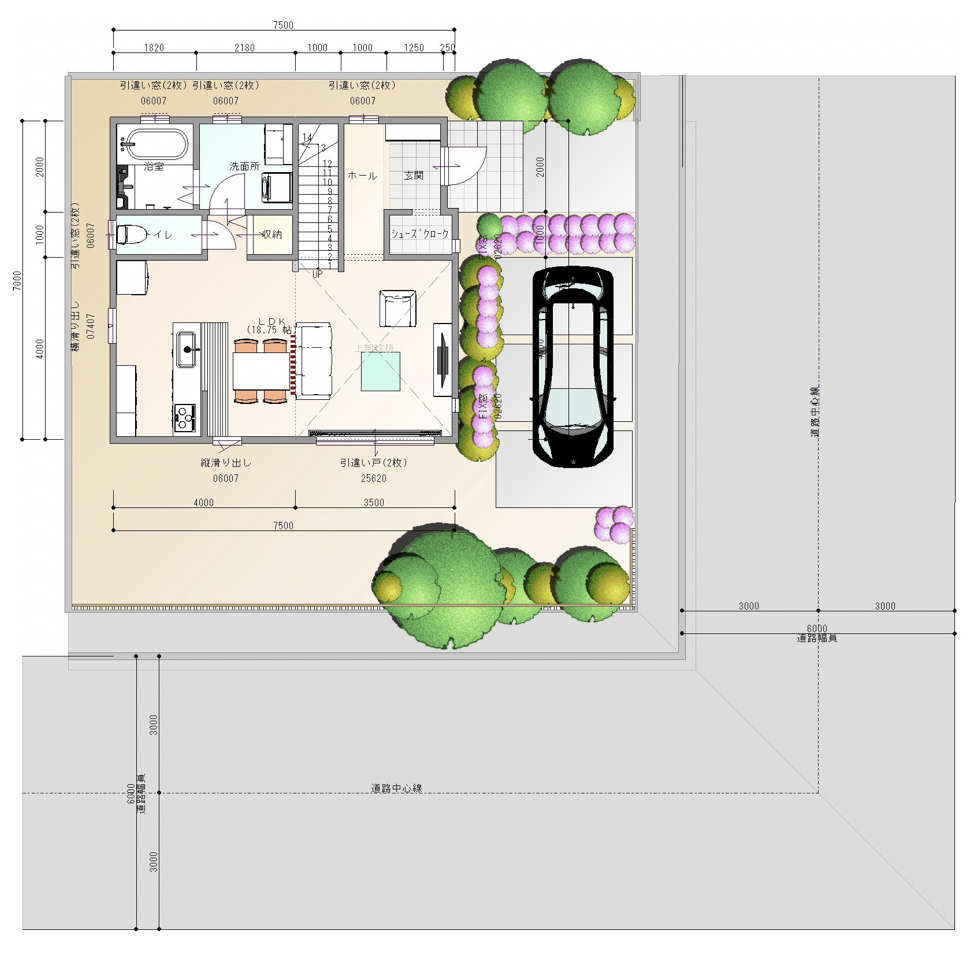 7500
1820
2180
1000
1000
1250
250
引違い窓(2枚)
06007
引違い窓(2枚)
06007
引違い窓(2枚)
06007
14
3
12
11
10
9
8
7
6
5
4
3
2
1
UP
浴室
洗面所
ホール
玄関
シューズクローク
イレ
収納
2000
1000
4000
7000
引違い窓(2枚)
06007
横滑り出し
07407
LDK
(18.75 帖)
上部吹抜
2000
1000
FIX窓
02620
FIX窓
02620
縦滑り出し
06007
引違い戸(2枚)
25620
4000
3500
7500
道路中心線
3000
3000
6000
道路幅員
3000
6000
道路幅員
3000
道路中心線